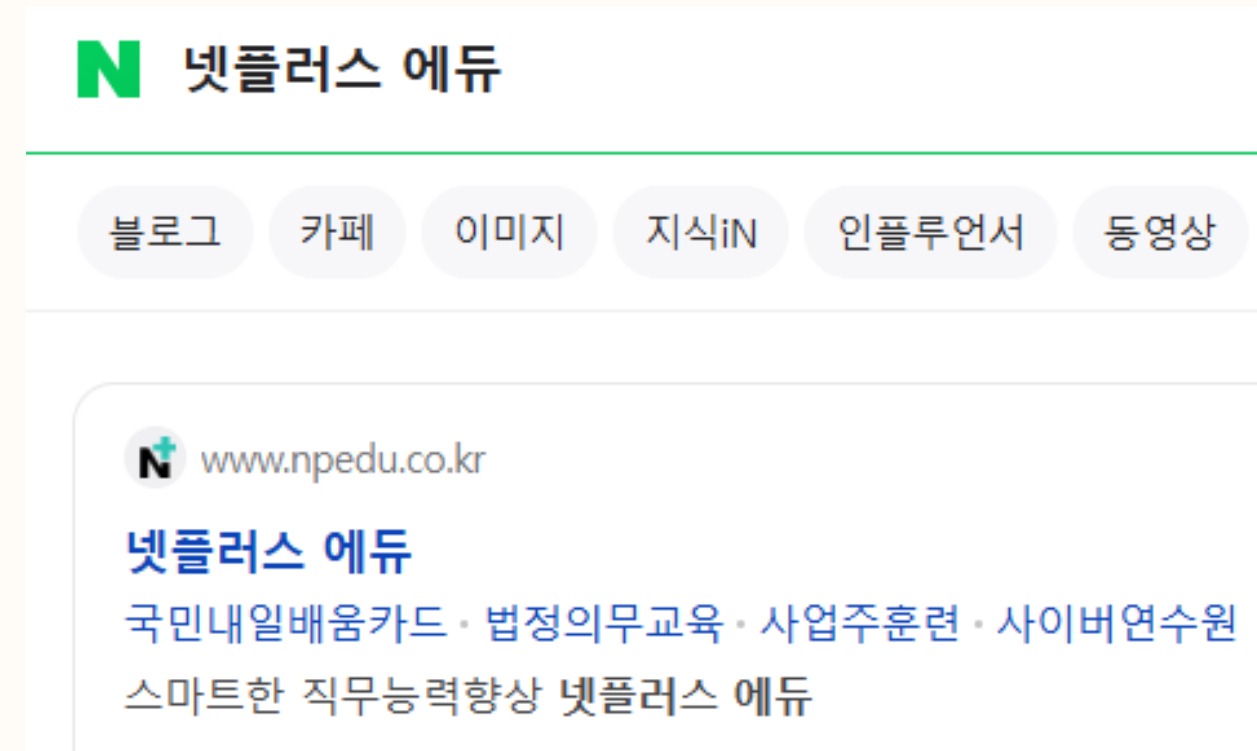 N 넷플러스 에듀
블로그 카페 이미지 지식iN 인플루언서 동영상
N+ www.npedu.co.kr
넷플러스 에듀
국민내일배움카드 · 법정의무교육 · 사업주훈련 · 사이버연수원
스마트한 직무능력향상 넷플러스 에듀